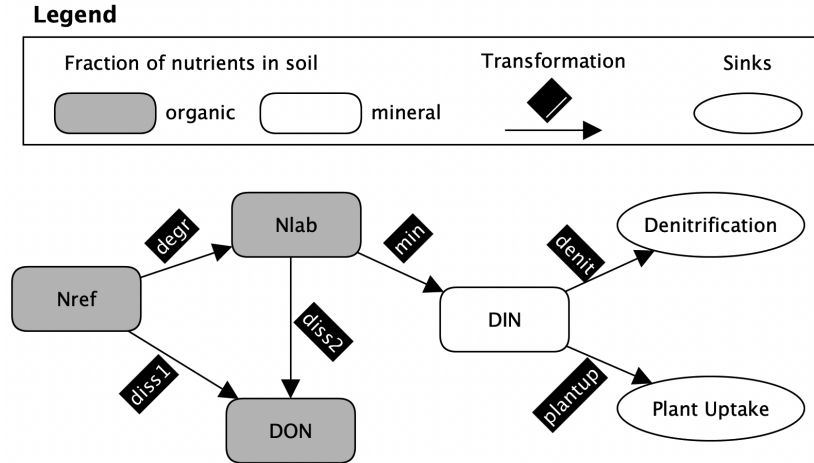 Legend
Fraction of nutrients in soil
Transformation
Sinks
organic
mineral
degr
Nlab
min
denit
Denitrification
Nref
diss1
diss2
DIN
plantup
DON
Plant Uptake